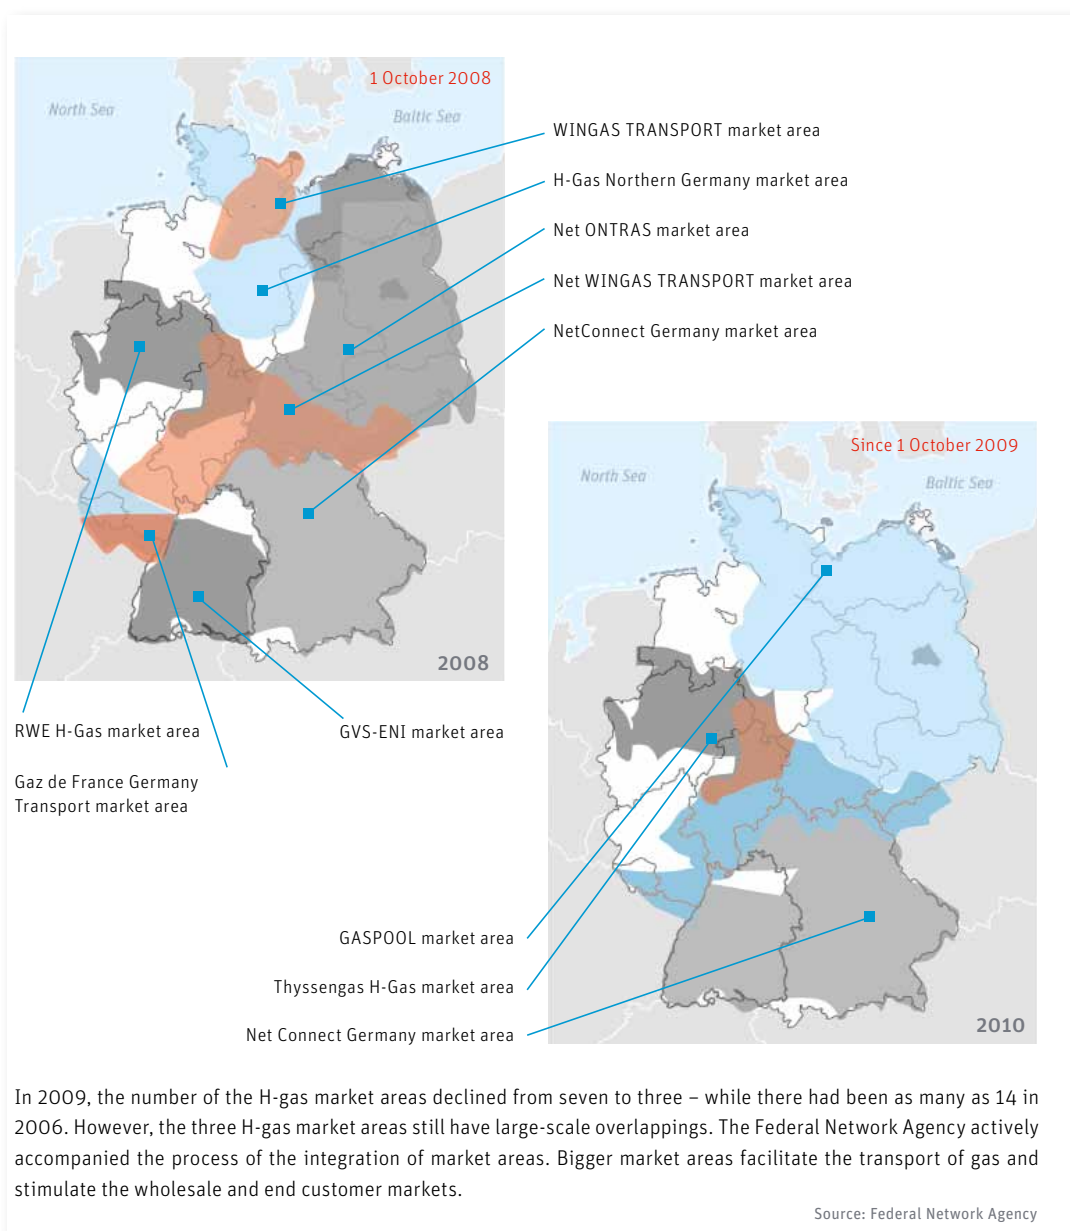 1 October 2008
North Sea
Baltic Sea
WINGAS TRANSPORT market area
H-Gas Northern Germany market area
Net ONTRAS market area
Net WINGAS TRANSPORT market area
NetConnect Germany market area
2008
RWE H-Gas market area
GVS-ENI market area
Gaz de France Germany
Transport market area
Since 1 October 2009
North Sea
Baltic Sea
GASPOOL market area
Thyssengas H-Gas market area
Net Connect Germany market area
2010
In 2009, the number of the H-gas market areas declined from seven to three – while there had been as many as 14 in
2006. However, the three H-gas market areas still have large-scale overlappings. The Federal Network Agency actively
accompanied the process of the integration of market areas. Bigger market areas facilitate the transport of gas and
stimulate the wholesale and end customer markets.
Source: Federal Network Agency